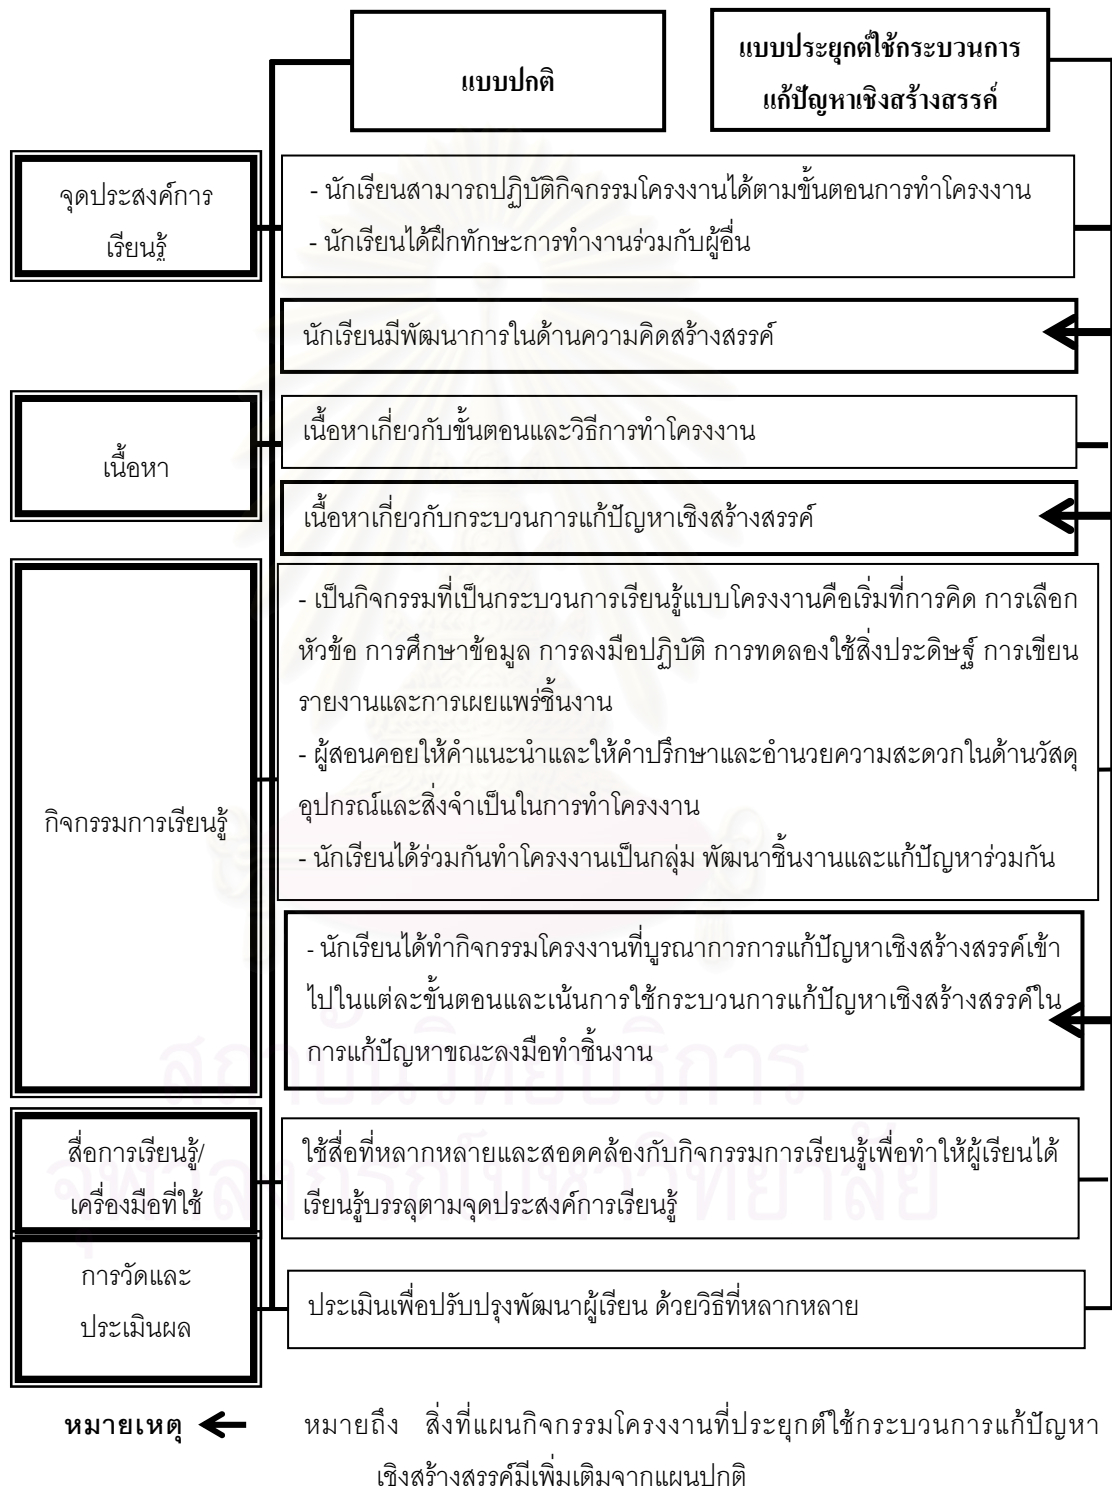 แบบปกติ
แบบประยุกต์ใช้กระบวนการ
แก้ปัญหาเชิงสร้างสรรค์
จุดประสงค์การ
เรียนรู้
- นักเรียนสามารถปฏิบัติกิจกรรมโครงงานได้ตามขั้นตอนการทำโครงงาน
- นักเรียนได้ฝึกทักษะการทำงานร่วมกับผู้อื่น
นักเรียนมีพัฒนาการในด้านความคิดสร้างสรรค์
เนื้อหา
เนื้อหาเกี่ยวกับขั้นตอนและวิธีการทำโครงงาน
เนื้อหาเกี่ยวกับกระบวนการแก้ปัญหาเชิงสร้างสรรค์
กิจกรรมการเรียนรู้
- เป็นกิจกรรมที่เป็นกระบวนการเรียนรู้แบบโครงงานคือเริ่มที่การคิด การเลือก
หัวข้อ การศึกษาข้อมูล การลงมือปฏิบัติ การทดลองใช้สิ่งประดิษฐ์ การเขียน
รายงานและการเผยแพร่ชิ้นงาน
- ผู้สอนคอยให้คำแนะนำและให้คำปรึกษาและอำนวยความสะดวกในด้านวัสดุ
อุปกรณ์และสิ่งจำเป็นในการทำโครงงาน
- นักเรียนได้ร่วมกันทำโครงงานเป็นกลุ่ม พัฒนาชิ้นงานและแก้ปัญหาร่วมกัน
- นักเรียนได้ทำกิจกรรมโครงงานที่บูรณาการการแก้ปัญหาเชิงสร้างสรรค์เข้า
ไปในแต่ละขั้นตอนและเน้นการใช้กระบวนการแก้ปัญหาเชิงสร้างสรรค์ใน
การแก้ปัญหาขณะลงมือทำชิ้นงาน
สถาบันวิทยบริการ
จุฬาลงกรณ์มหาวิทยาลัย
สื่อการเรียนรู้/
เครื่องมือที่ใช้
ใช้สื่อที่หลากหลายและสอดคล้องกับกิจกรรมการเรียนรู้เพื่อทำให้ผู้เรียนได้
เรียนรู้บรรลุตามจุดประสงค์การเรียนรู้
การวัดและ
ประเมินผล
ประเมินเพื่อปรับปรุงพัฒนาผู้เรียน ด้วยวิธีที่หลากหลาย
หมายเหตุ หมายถึง สิ่งที่แผนกิจกรรมโครงงานที่ประยุกต์ใช้กระบวนการแก้ปัญหา
เชิงสร้างสรรค์มีเพิ่มเติมจากแผนปกติ